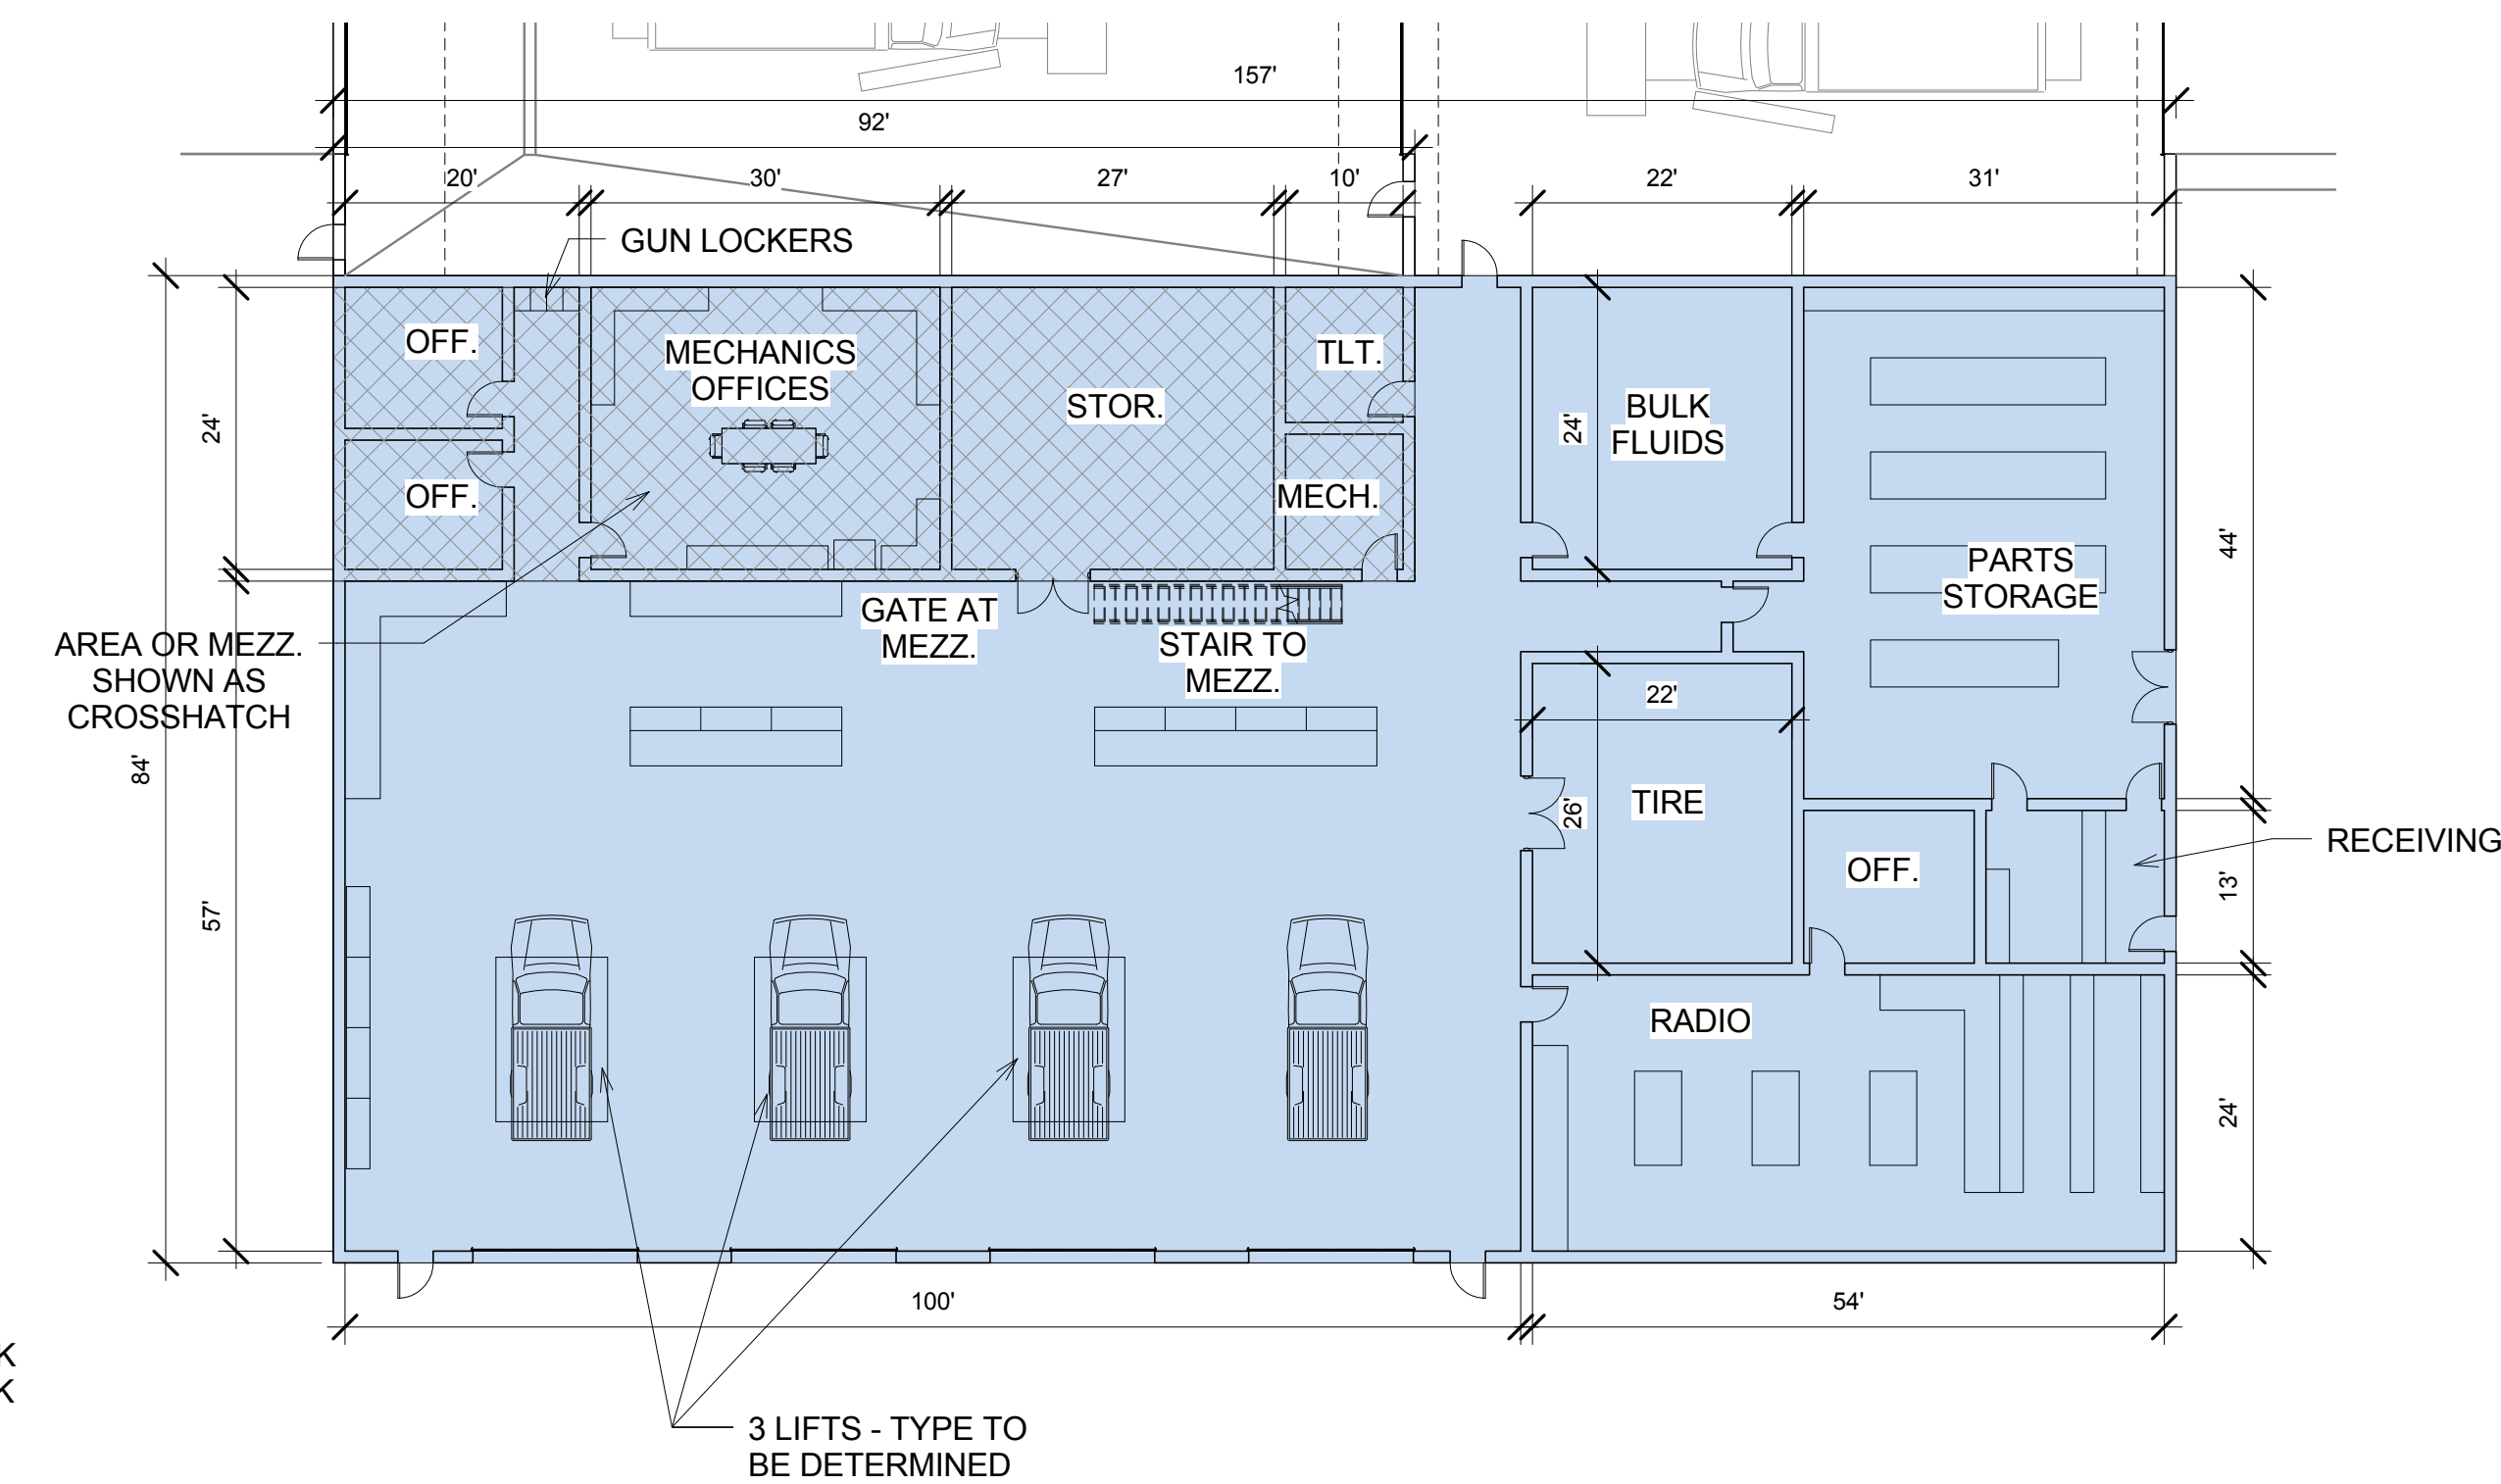 157'
92'
20'
30'
27'
10'
22'
31'
GUN LOCKERS
OFF.
MECHANICS
OFFICES
STOR.
TLT.
BULK
FLUIDS
24'
24'
OFF.
MECH.
PARTS
STORAGE
44'
GATE AT
MEZZ.
STAIR TO
MEZZ.
AREA OR MEZZ.
SHOWN AS
CROSSHATCH
84'
22'
26'
TIRE
OFF.
RECEIVING
13'
57'
RADIO
24'
100'
54'
K
K
3 LIFTS - TYPE TO
BE DETERMINED